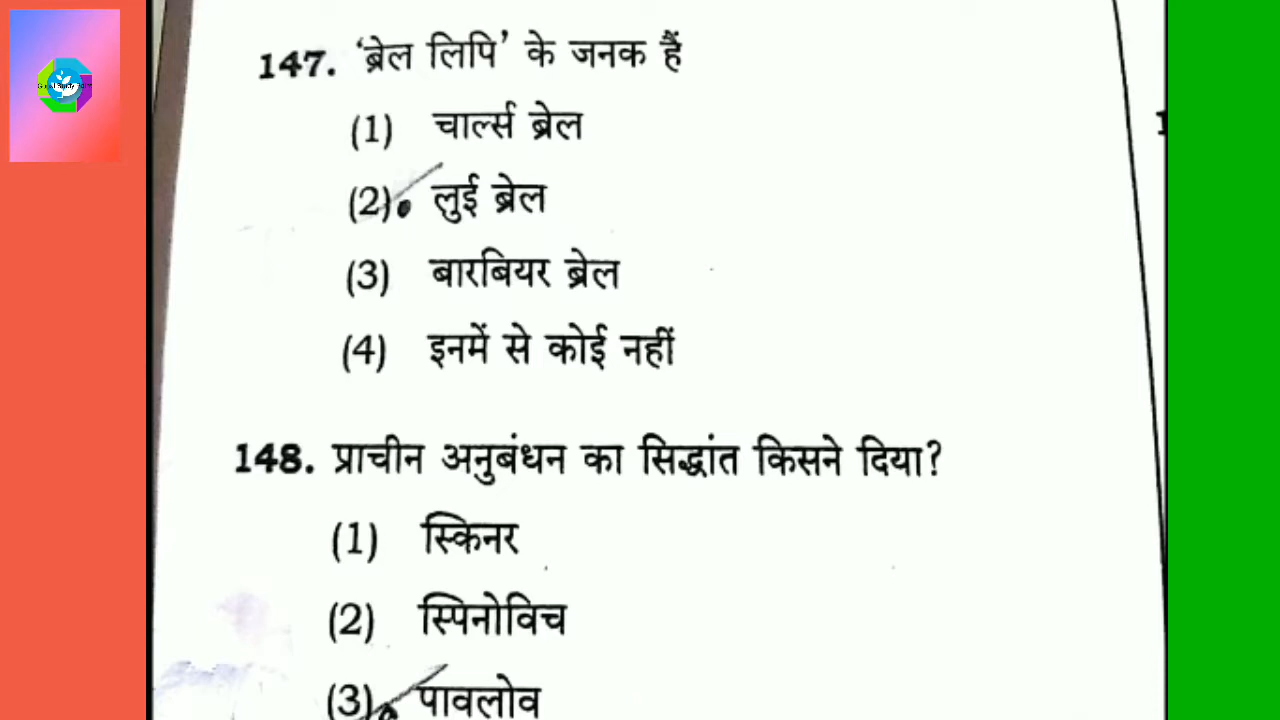 147. 'ब्रेल लिपि' के जनक हैं
(1) चार्ल्स ब्रेल
(2) लुई ब्रेल
(3) बारबियर ब्रेल
(4) इनमें से कोई नहीं
148. प्राचीन अनुबंधन का सिद्धांत किसने दिया?
(1) स्किनर
(2) स्पिनोविच
(3) पावलोव